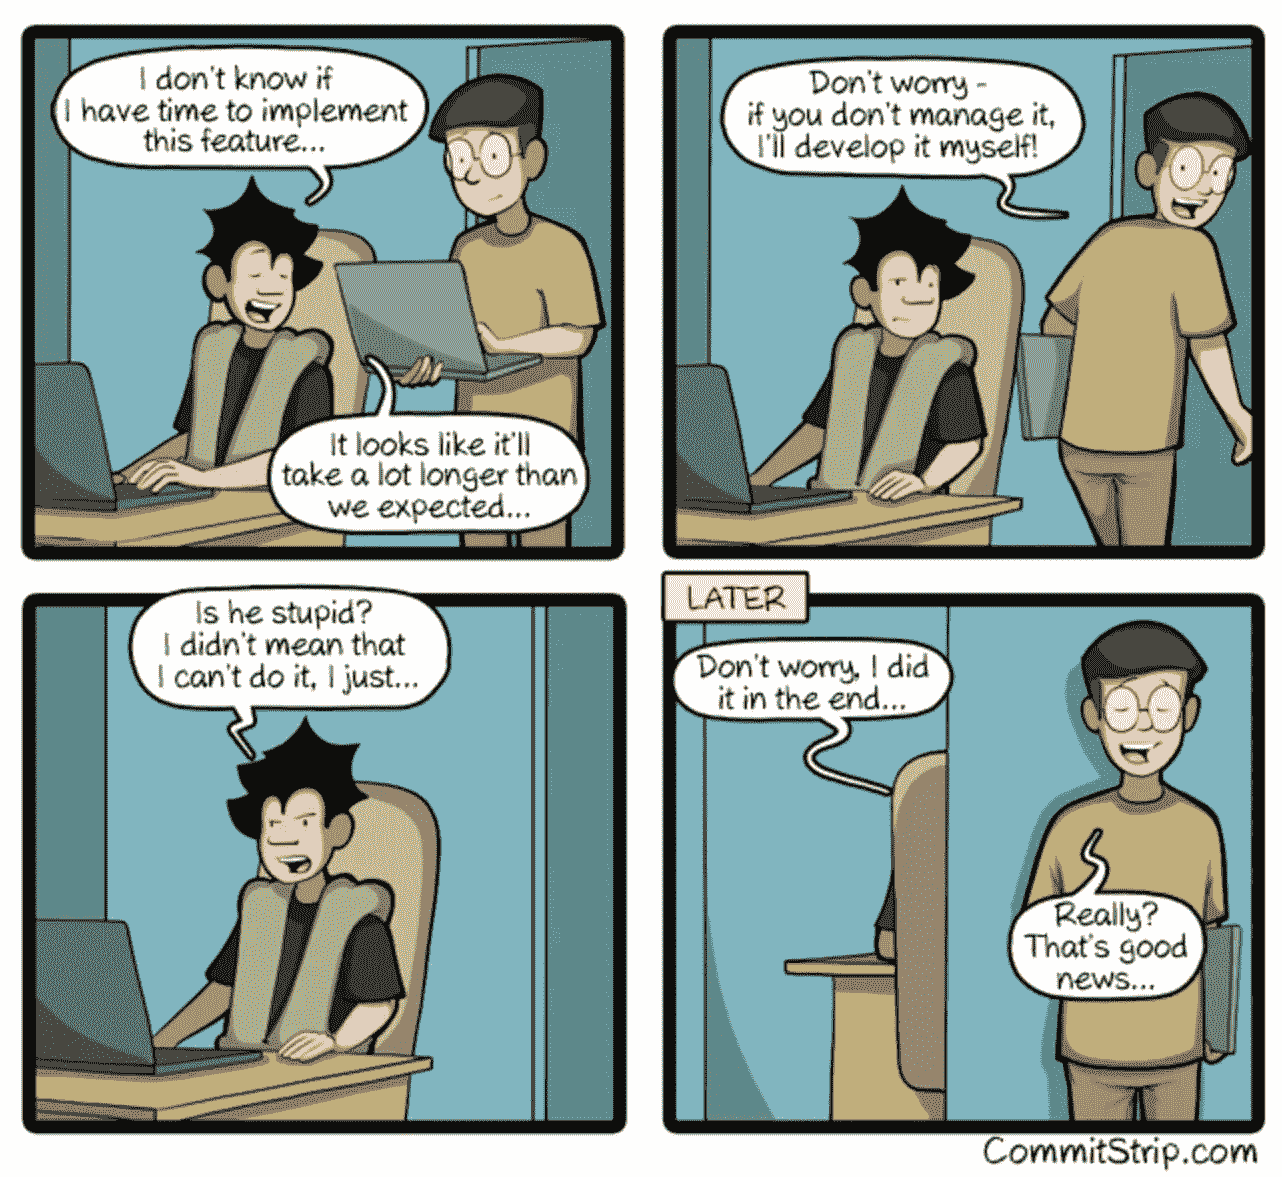 I don't know if
I have time to implement
this feature...
It looks like it'll
take a lot longer than
we expected...
Don't worry -
if you don't manage it,
I'll develop it myself!
Is he stupid?
I didn't mean that
I can't do it, I just...
LATER
Don't worry, I did
it in the end...
Really?
That's good
news...
CommitStrip.com